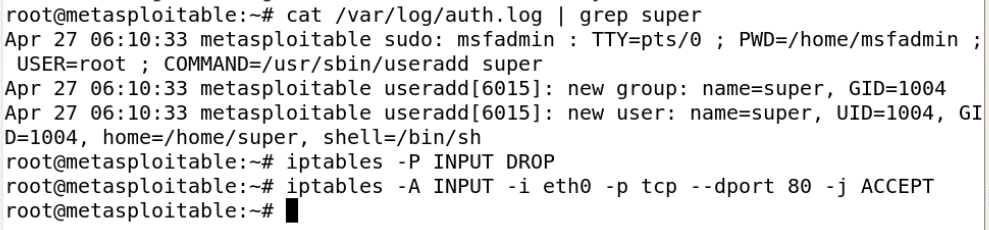 root@metasploitable:~# cat /var/log/auth.log | grep super
Apr 27 06:10:33 metasploitable sudo: msfadmin : TTY=pts/0 ; PWD=/home/msfadmin ;
 USER=root ; COMMAND=/usr/sbin/useradd super
Apr 27 06:10:33 metasploitable useradd[6015]: new group: name=super, GID=1004
Apr 27 06:10:33 metasploitable useradd[6015]: new user: name=super, UID=1004, GI
D=1004, home=/home/super, shell=/bin/sh
root@metasploitable:~# iptables -P INPUT DROP
root@metasploitable:~# iptables -A INPUT -i eth0 -p tcp --dport 80 -j ACCEPT
root@metasploitable:~#